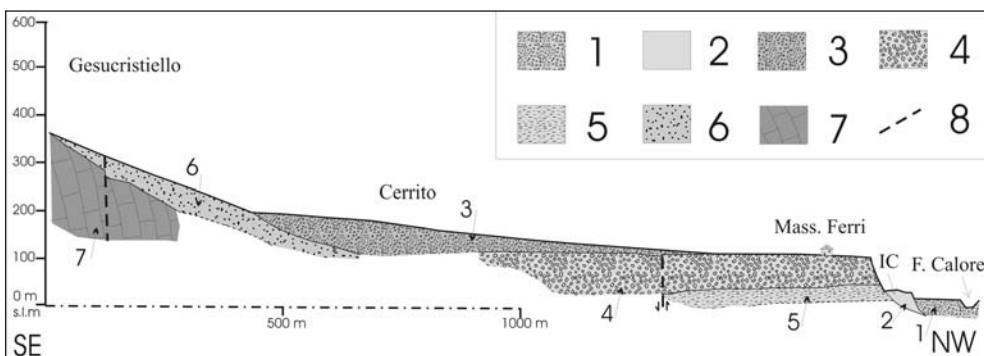 600
500
400
300
200
100
0 m
s.l.m
Gesucristiello
Cerrito
Mass. Ferri
IC
F. Calore
6
3
7
4
5
2
1
500 m
1000 m
SE
NW
1
2
3
4
5
6
7
8